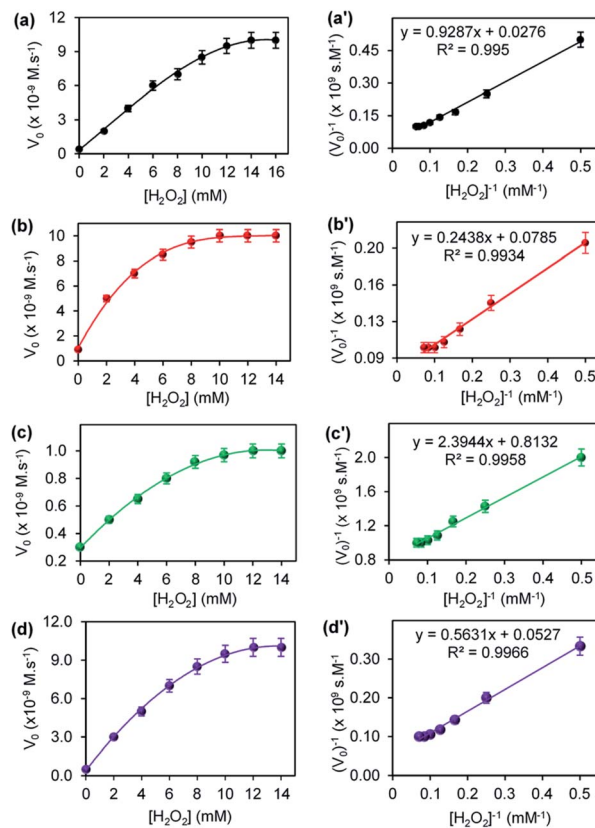 (a)
V₀ (x 10⁻⁹ M.s⁻¹)
10
8
6
4
2
0
0 2 4 6 8 10 12 14 16
[H₂O₂] (mM)
(a')
y = 0.9287x + 0.0276
R² = 0.995
(V₀)⁻¹ (x 10⁹ s.M⁻¹)
0.45
0.30
0.15
0.00
0.1 0.2 0.3 0.4 0.5
[H₂O₂]⁻¹ (mM⁻¹)
(b)
V₀ (x 10⁻⁹ M.s⁻¹)
10
8
6
4
2
0
0 2 4 6 8 10 12 14
[H₂O₂] (mM)
(b')
y = 0.2438x + 0.0785
R² = 0.9934
(V₀)⁻¹ (x 10⁹ s.M⁻¹)
0.20
0.16
0.13
0.09
0.1 0.2 0.3 0.4 0.5
[H₂O₂]⁻¹ (mM⁻¹)
(c)
V₀ (x 10⁻⁹ M.s⁻¹)
1.0
0.8
0.6
0.4
0.2
0 2 4 6 8 10 12 14
[H₂O₂] (mM)
(c')
y = 2.3944x + 0.8132
R² = 0.9958
(V₀)⁻¹ (x 10⁹ s.M⁻¹)
2.0
1.6
1.2
0.8
0.1 0.2 0.3 0.4 0.5
[H₂O₂]⁻¹ (mM⁻¹)
(d)
V₀ (x10⁻⁹ M.s⁻¹)
12.0
9.0
6.0
3.0
0.0
0 2 4 6 8 10 12 14
[H₂O₂] (mM)
(d')
y = 0.5631x + 0.0527
R² = 0.9966
(V₀)⁻¹ (x 10⁹ s.M⁻¹
0.30
0.20
0.10
0.00
0.1 0.2 0.3 0.4 0.5
[H₂O₂]⁻¹ (mM⁻¹)